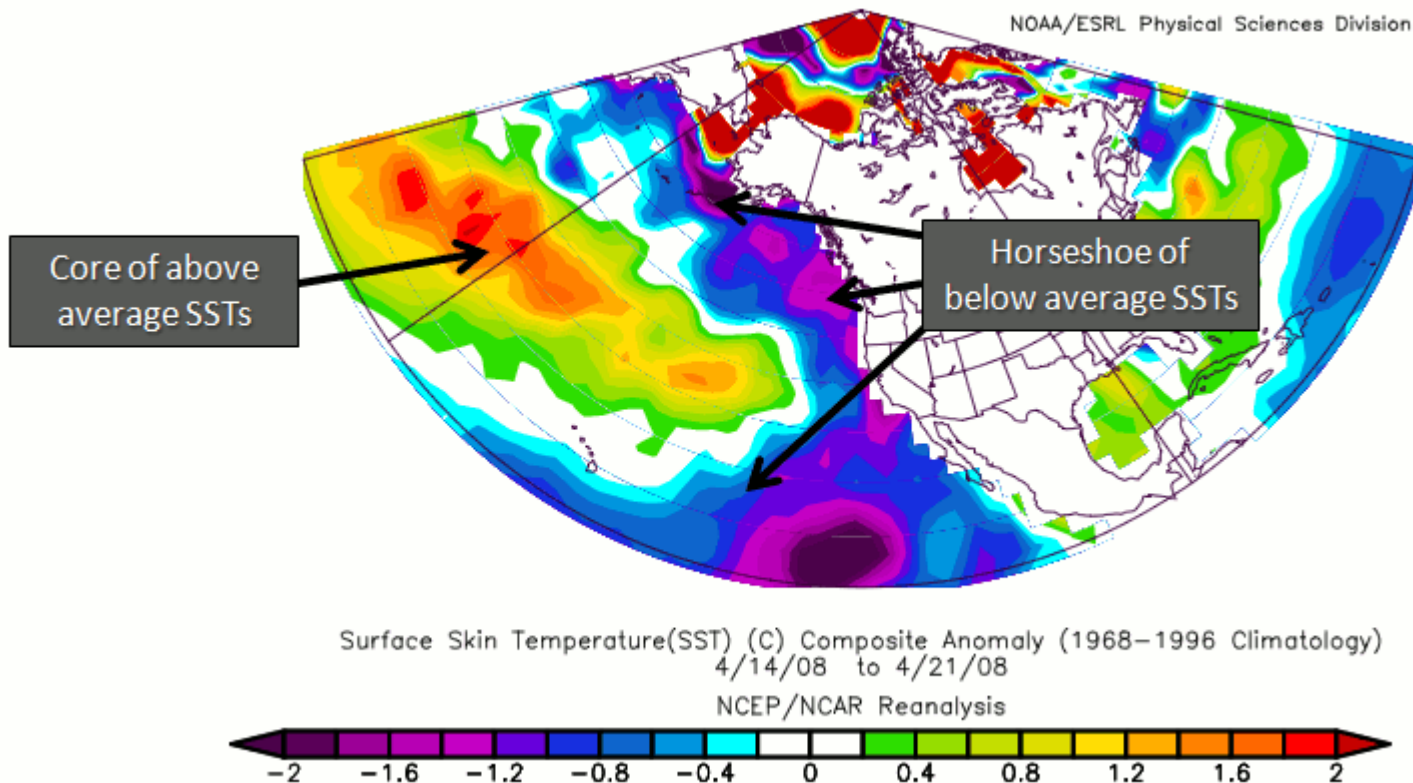 NOAA/ESRL Physical Sciences Division
Core of above
average SSTs
Horseshoe of
below average SSTs
Surface Skin Temperature(SST) (C) Composite Anomaly (1968-1996 Climatology)
4/14/08 to 4/21/08
NCEP/NCAR Reanalysis
-2 -1.6 -1.2 -0.8 -0.4 0 0.4 0.8 1.2 1.6 2